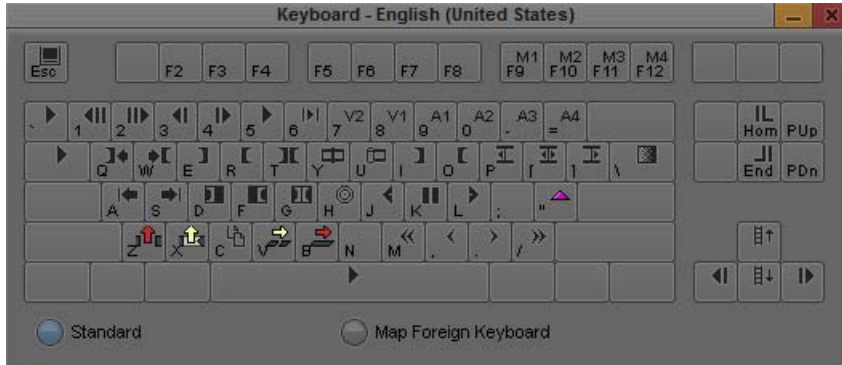 Keyboard - English (United States)
Esc F2 F3 F4 F5 F6 F7 F8 M1 F9 M2 F10 M3 F11 M4 F12
` 1 2 3 4 5 6 7 V2 8 V1 9 A1 0 A2 - A3 = A4 Hom PUp
Q W E R T Y U I O P [ ] \ End PDn
A S D F G H J K L ; "
Z X C V B N M , . /
Standard Map Foreign Keyboard